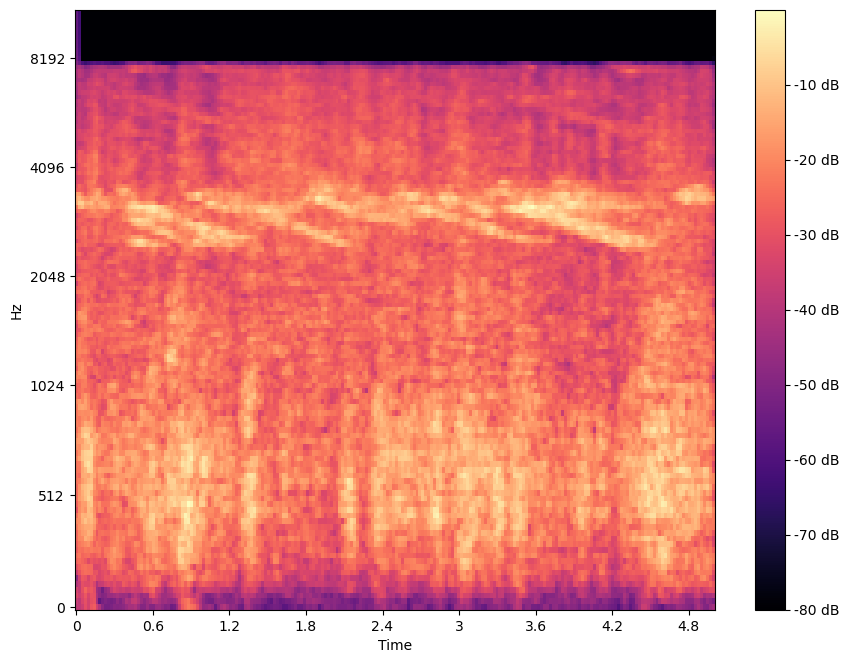 8192
4096
2048
1024
512
0
Hz
0 0.6 1.2 1.8 2.4 3 3.6 4.2 4.8
Time
-10 dB
-20 dB
-30 dB
-40 dB
-50 dB
-60 dB
-70 dB
-80 dB